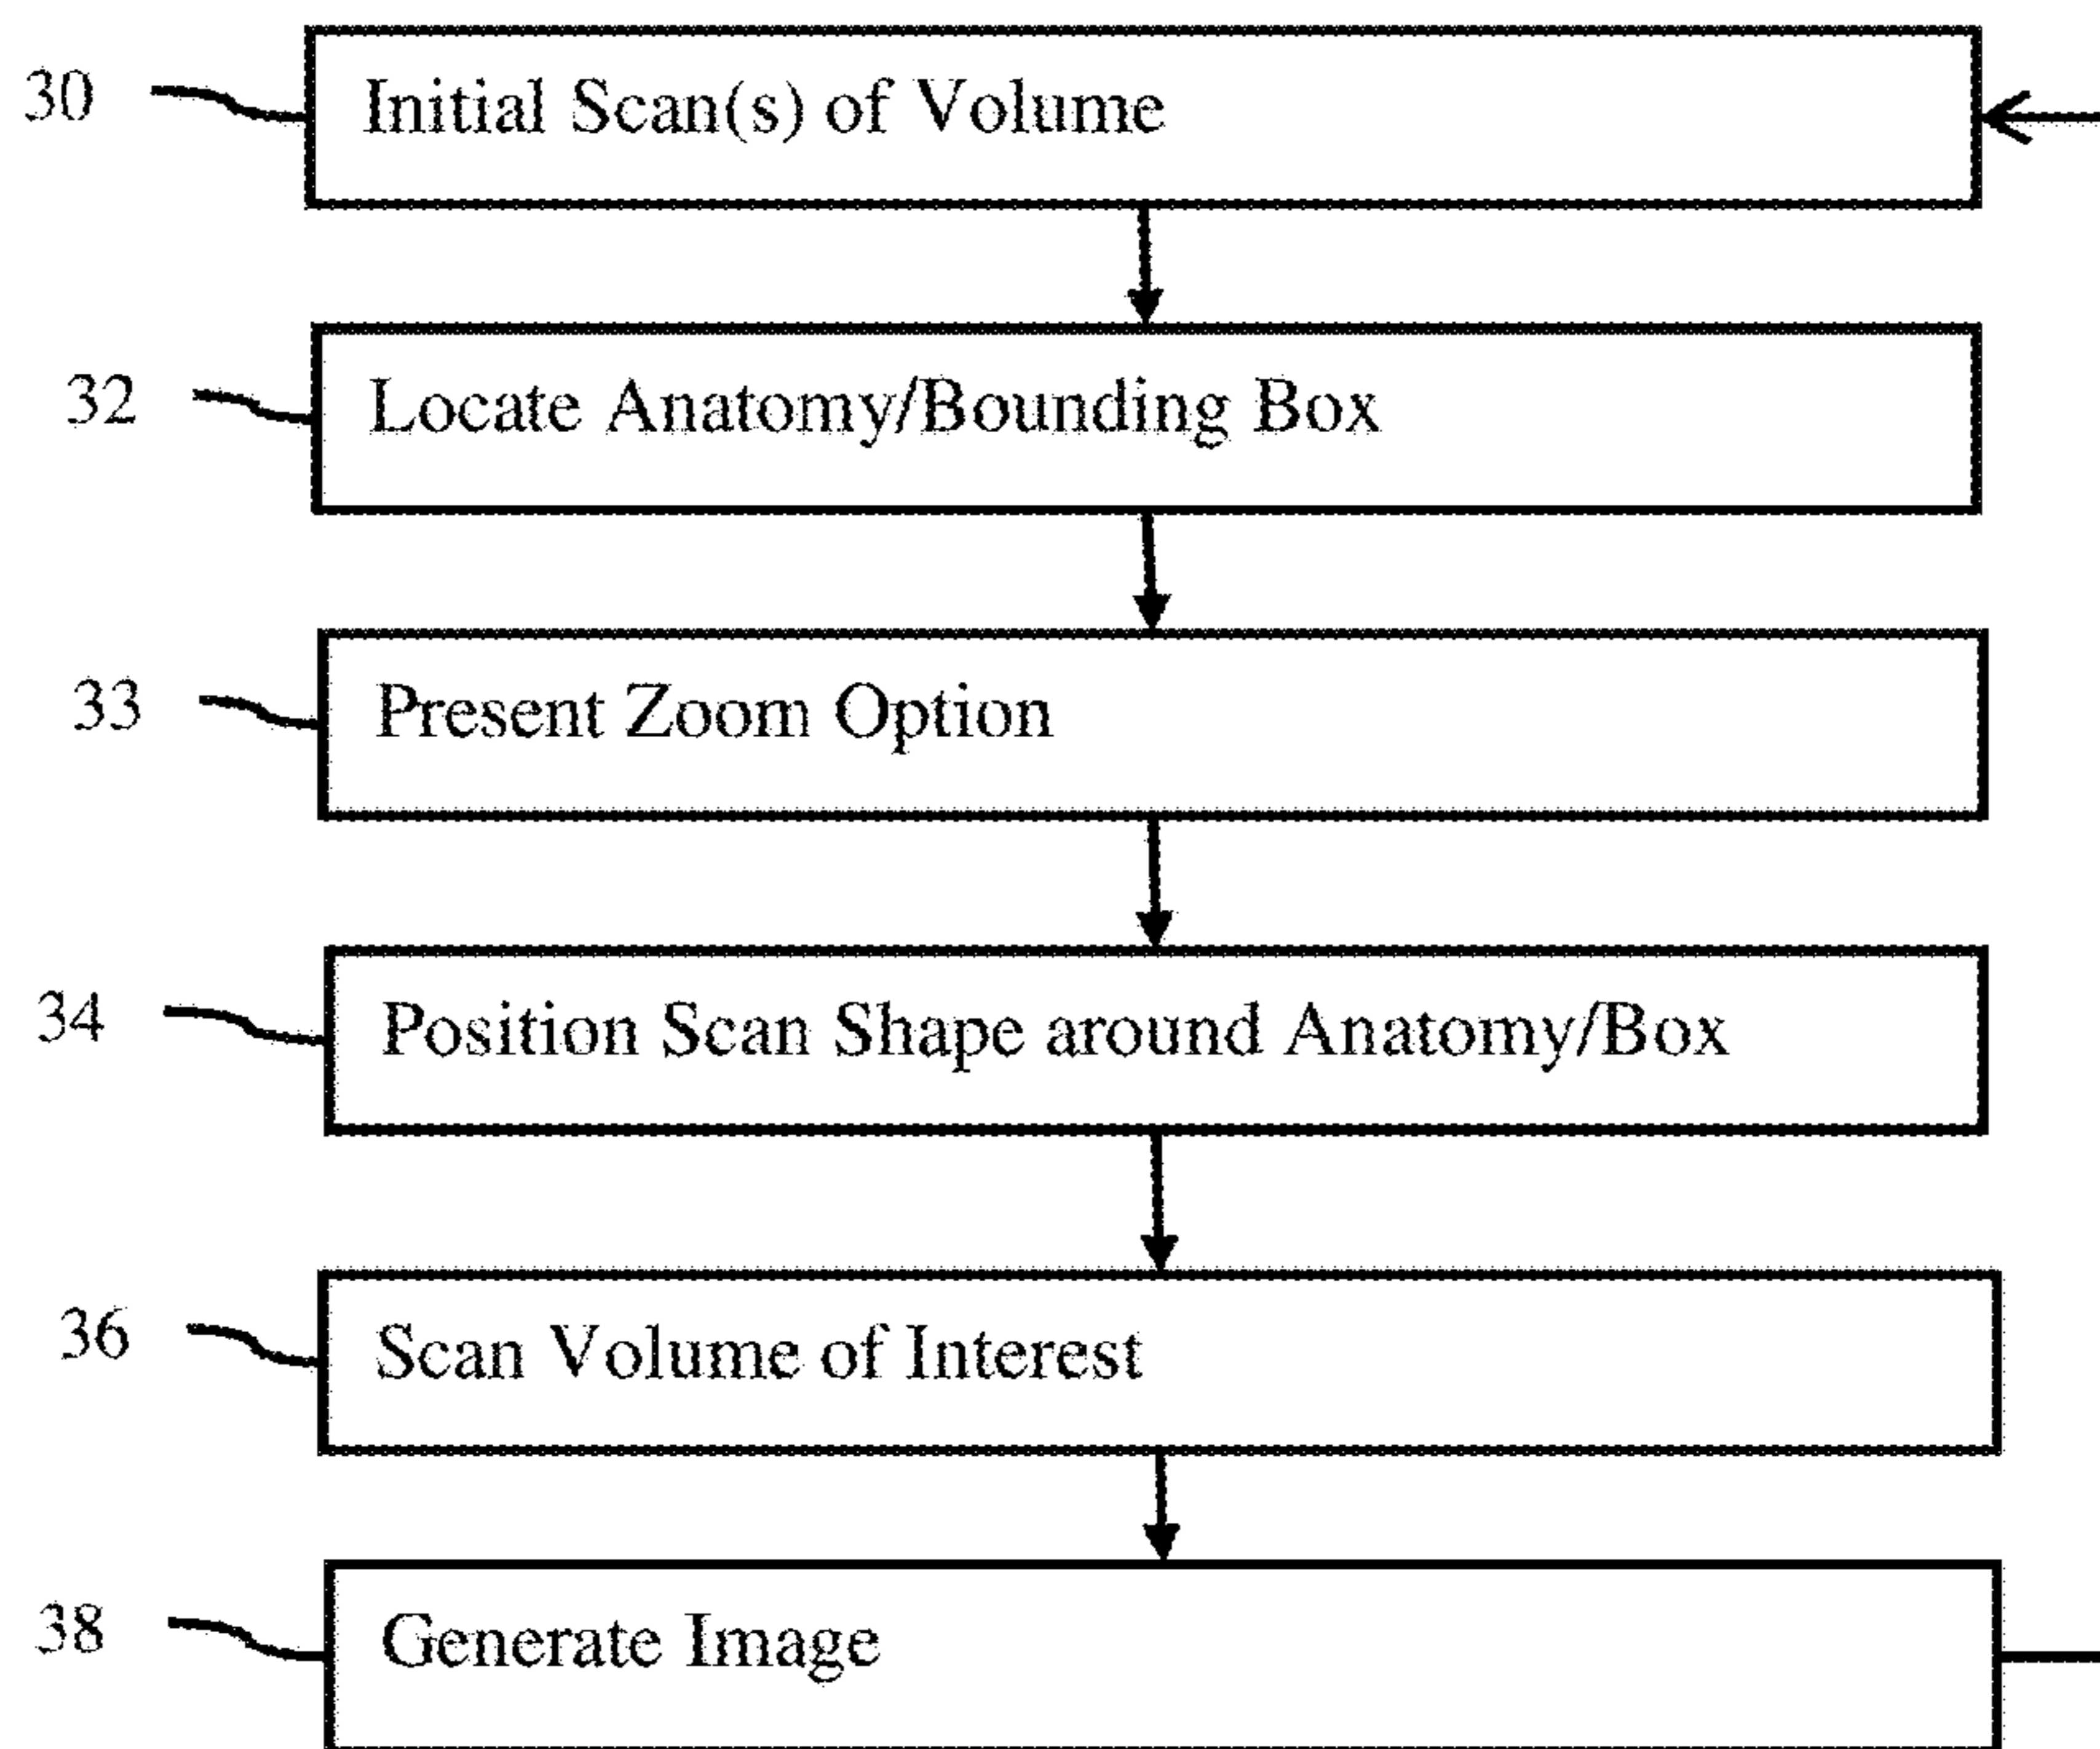 30 Initial Scan(s) of Volume
32 Locate Anatomy/Bounding Box
33 Present Zoom Option
34 Position Scan Shape around Anatomy/Box
36 Scan Volume of Interest
38 Generate Image